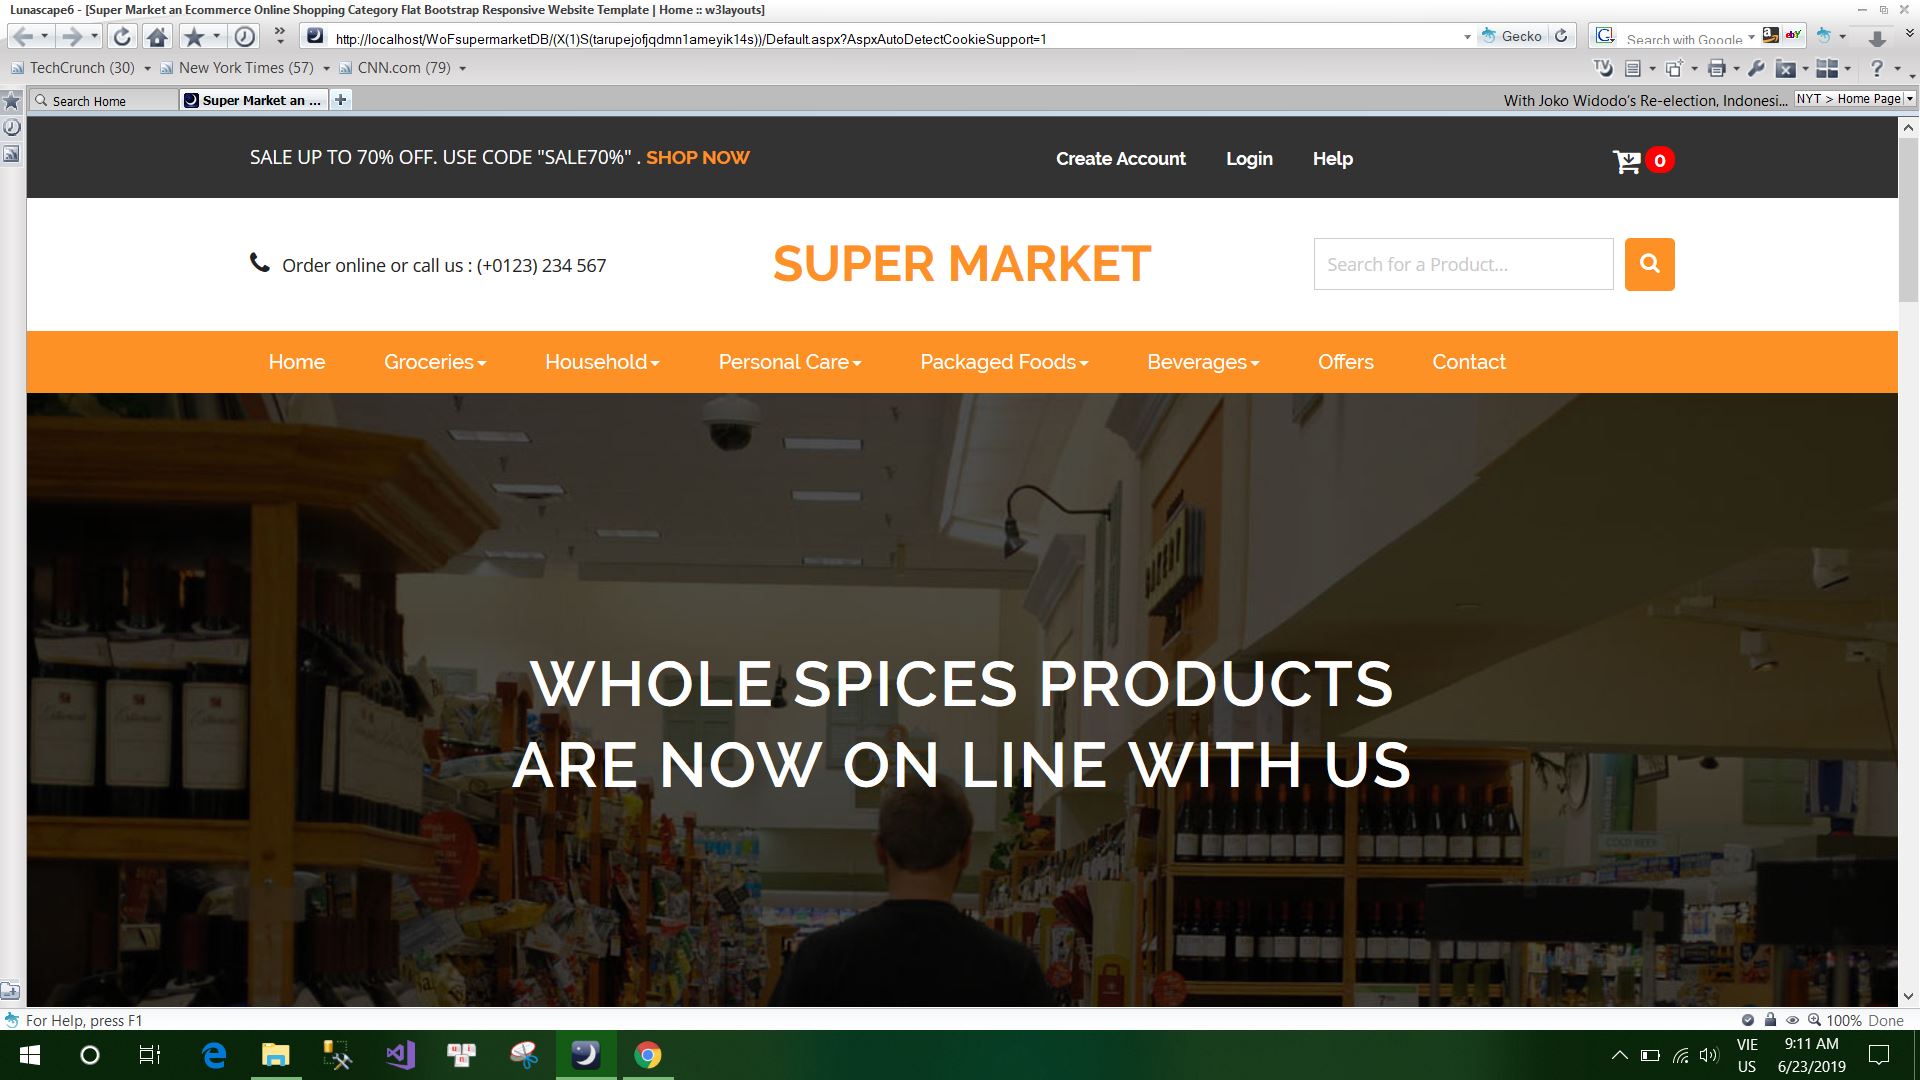 Lunascape6 - [Super Market an Ecommerce Online Shopping Category Flat Bootstrap Responsive Website Template | Home :: w3layouts]
http://localhost/WoFsupermarketDB/(X(1)S(tarupejofjqdmn1ameyik14s))/Default.aspx?AspxAutoDetectCookieSupport=1
Gecko
Search with Google
TechCrunch (30)
New York Times (57)
CNN.com (79)
Search Home
Super Market an ...
With Joko Widodo's Re-election, Indonesi...
NYT > Home Page
SALE UP TO 70% OFF. USE CODE "SALE70%" . SHOP NOW
Create Account
Login
Help
0
Order online or call us : (+0123) 234 567
SUPER MARKET
Search for a Product...
Home
Groceries
Household
Personal Care
Packaged Foods
Beverages
Offers
Contact
BAKERY
WHOLE SPICES PRODUCTS
ARE NOW ON LINE WITH US
COLD BEER
For Help, press F1
100%
Done
VIE
US
9:11 AM
6/23/2019